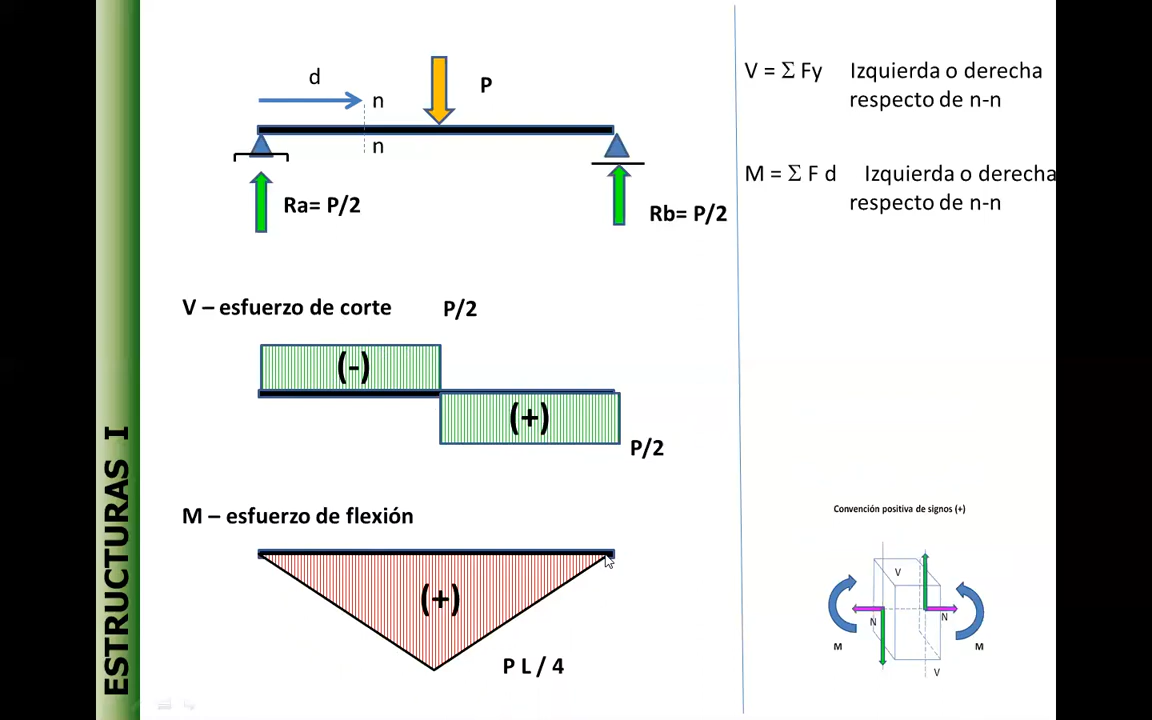 ESTRUCTURAS I
d
n
P
n
Ra= P/2
Rb= P/2
V = Σ Fy Izquierda o derecha
respecto de n-n
M = Σ F d Izquierda o derecha
respecto de n-n
V – esfuerzo de corte P/2
(-)
(+)
P/2
M – esfuerzo de flexión
(+)
P L / 4
Convención positiva de signos (+)
V
N
N
M
M
V